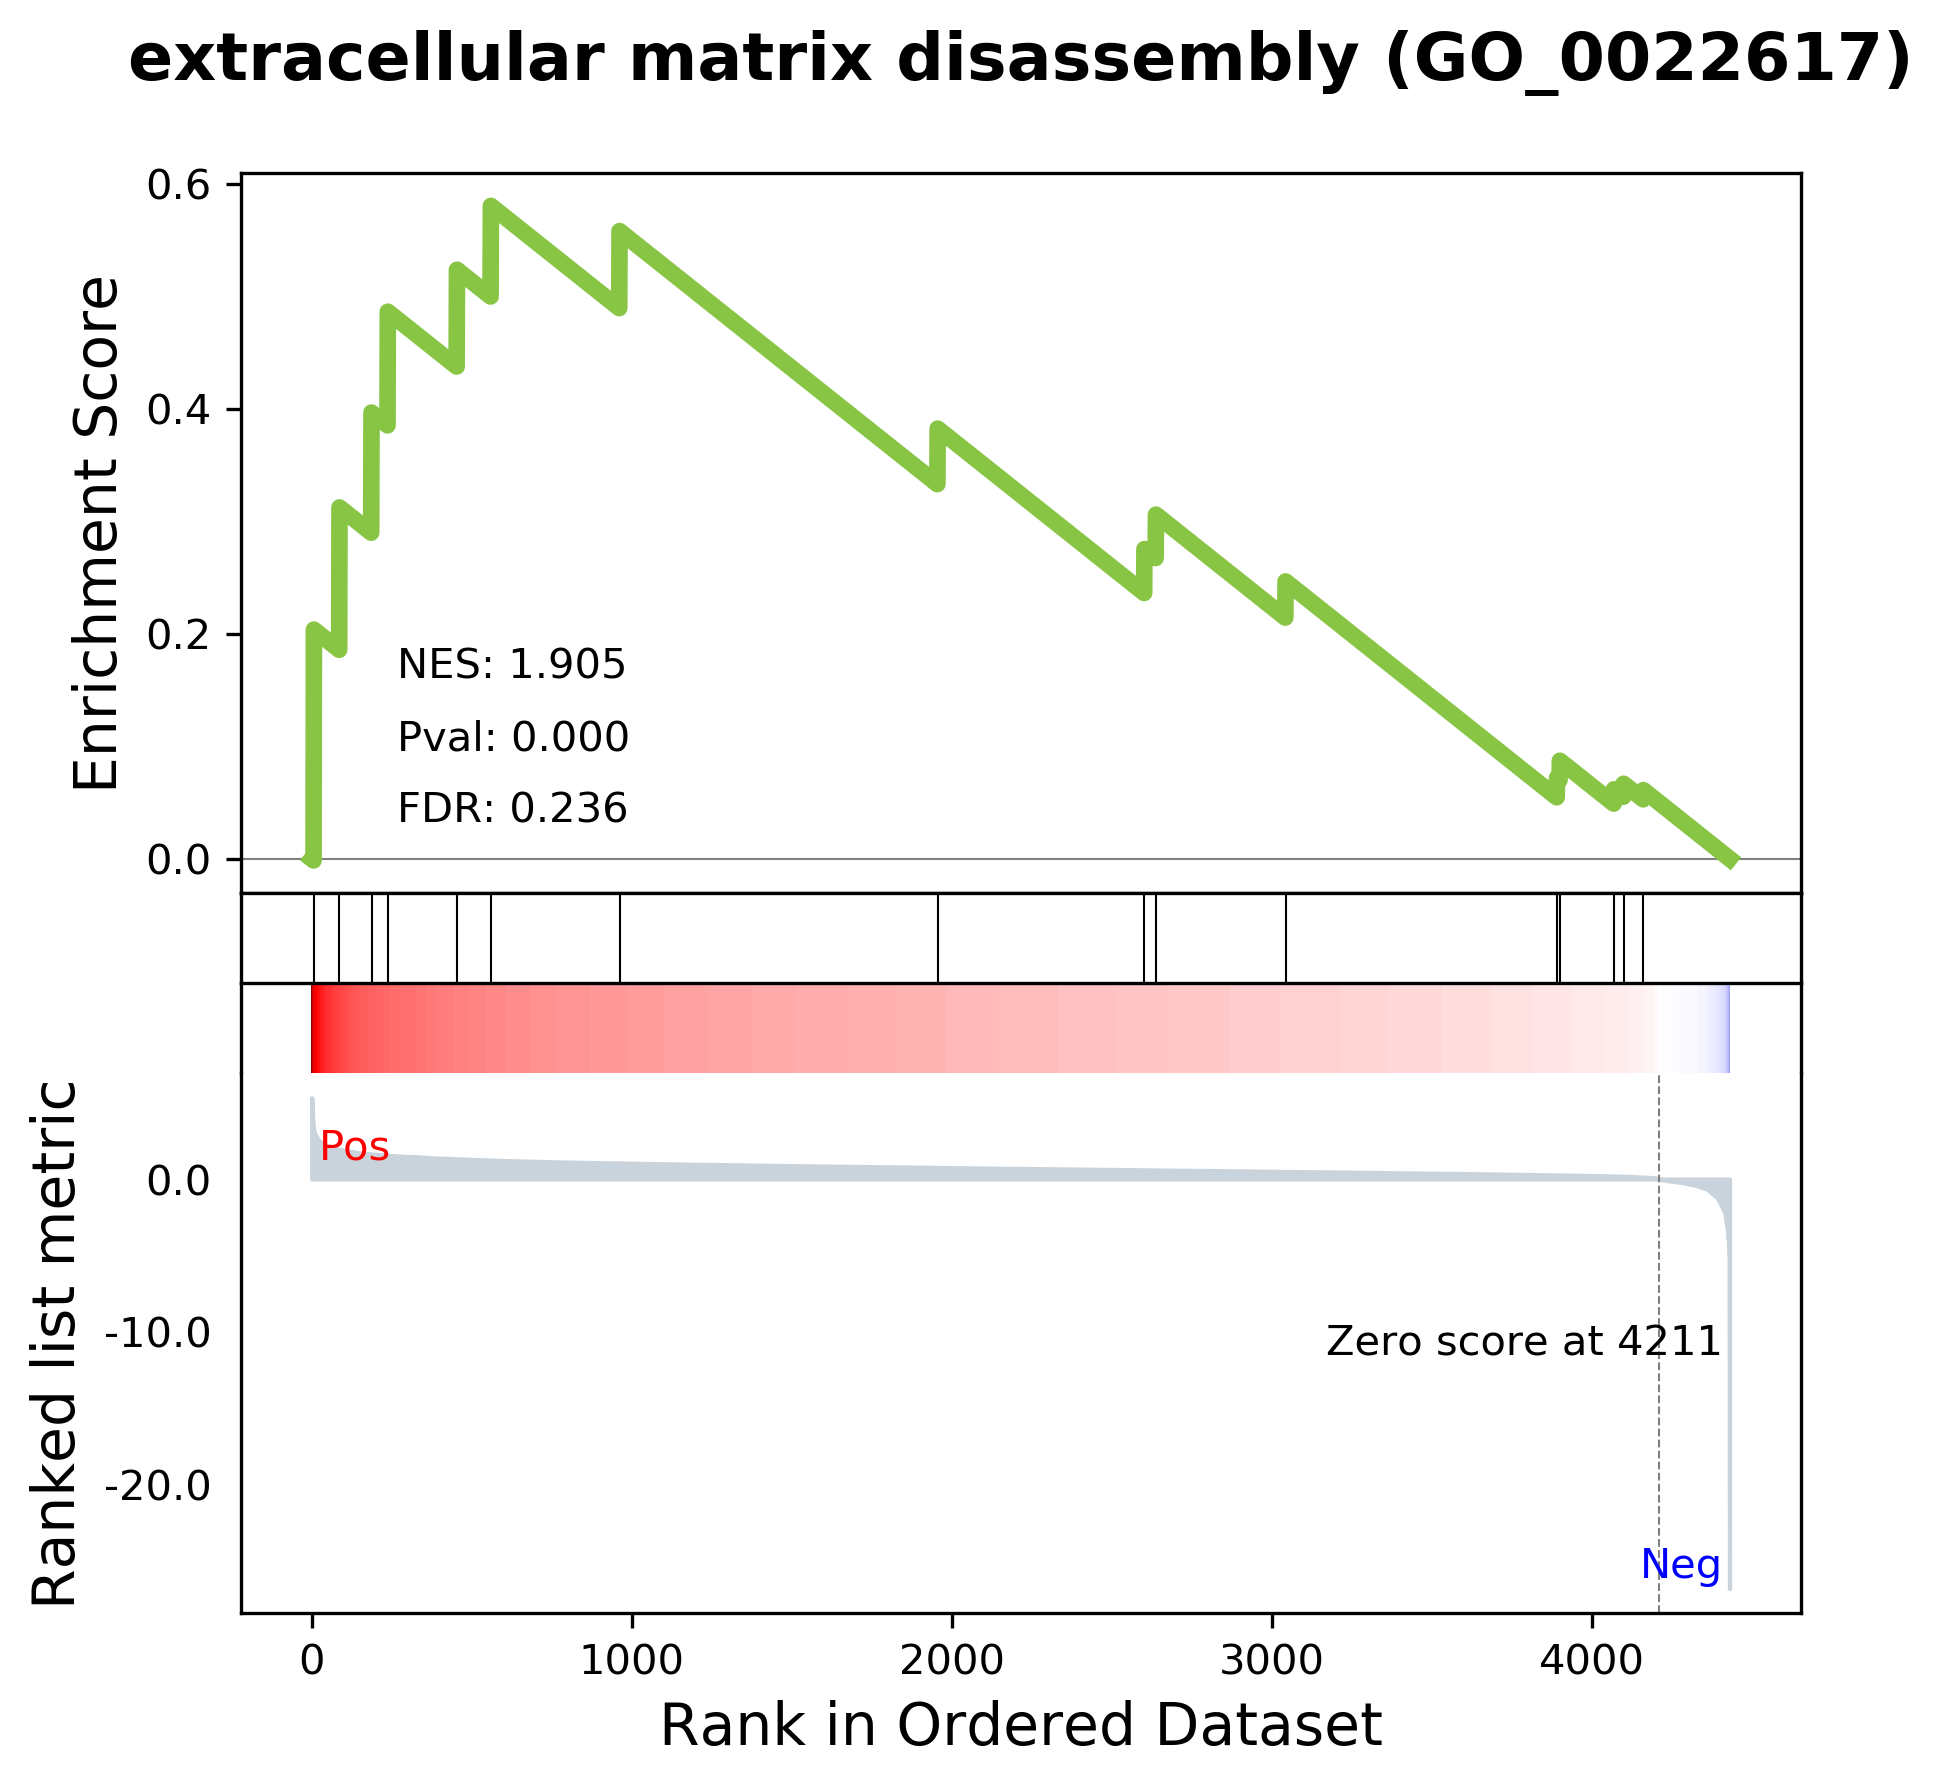 extracellular matrix disassembly (GO_0022617)
Enrichment Score
0.6
0.4
0.2
0.0
NES: 1.905
Pval: 0.000
FDR: 0.236
Ranked list metric
0.0
-10.0
-20.0
Pos
Zero score at 4211
Neg
0 1000 2000 3000 4000
Rank in Ordered Dataset